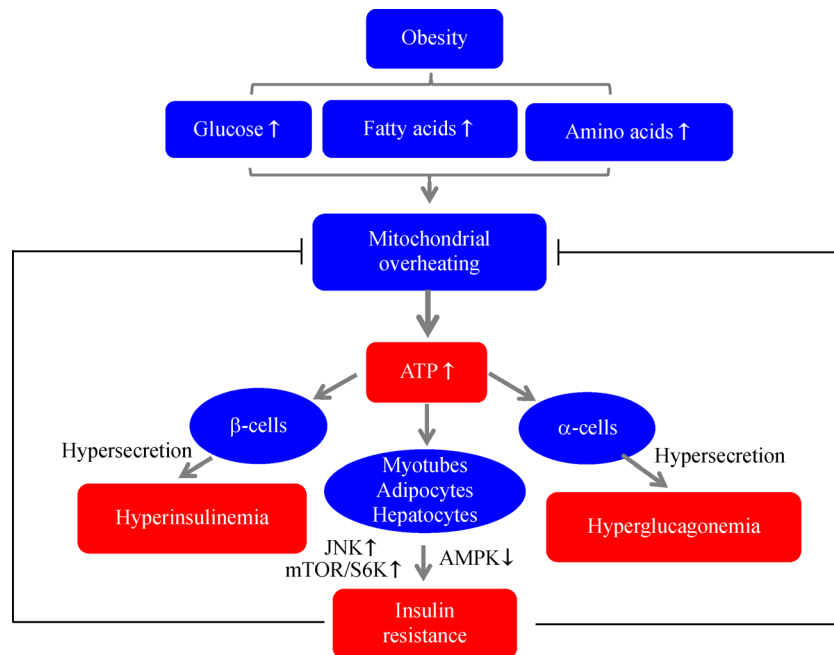 Obesity
Glucose ↑
Fatty acids ↑
Amino acids ↑
Mitochondrial
overheating
ATP ↑
β-cells
α-cells
Hypersecretion
Hypersecretion
Myotubes
Adipocytes
Hepatocytes
Hyperinsulinemia
Hyperglucagonemia
JNK↑
mTOR/S6K↑
AMPK↓
Insulin
resistance